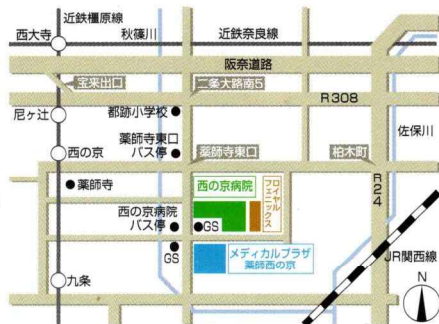 近鉄橿原線
西大寺
秋篠川
近鉄奈良線
阪奈道路
宝来出口
二条大路南5
R308
尼ヶ辻
都跡小学校
佐保川
薬師寺東口
バス停
西の京
薬師寺東口
柏木町
薬師寺
西の京病院
ロイヤル
フェニックス
R24
西の京病院
バス停
GS
GS
メディカルプラザ
薬師西の京
JR関西線
九条
N